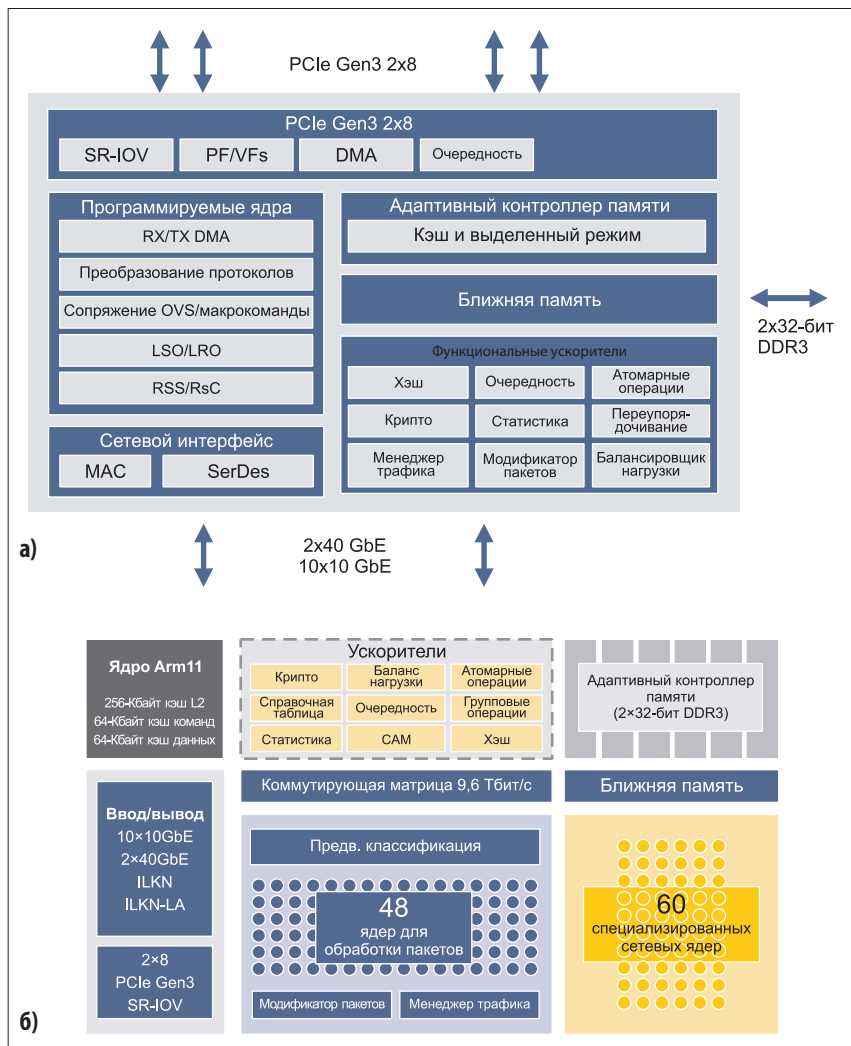 PCIe Gen3 2x8
PCIe Gen3 2x8
SR-IOV
PF/VFs
DMA
Очередность
Программируемые ядра
RX/TX DMA
Преобразование протоколов
Сопряжение OVS/макрокоманды
LSO/LRO
RSS/RsC
Сетевой интерфейс
MAC
SerDes
Адаптивный контроллер памяти
Кэш и выделенный режим
Ближняя память
2x32-бит
DDR3
Функциональные ускорители
Хэш
Очередность
Атомарные
операции
Крипто
Статистика
Переупоря-
дочивание
Менеджер
трафика
Модификатор
пакетов
Балансировщик
нагрузки
а)
2x40 GbE
10x10 GbE
Ядро Arm11
256-Кбайт кэш L2
64-Кбайт кэш команд
64-Кбайт кэш данных
Ускорители
Крипто
Баланс
нагрузки
Атомарные
операции
Справочная
таблица
Очередность
Групповые
операции
Статистика
CAM
Хэш
Адаптивный контроллер
памяти
(2×32-бит DDR3)
Ввод/вывод
10×10GbE
2×40GbE
ILKN
ILKN-LA
2×8
PCIe Gen3
SR-IOV
Коммутирующая матрица 9,6 Тбит/с
Предв. классификация
48
ядер для
обработки пакетов
Модификатор пакетов
Менеджер трафика
Ближняя память
60
специализированных
сетевых ядер
б)